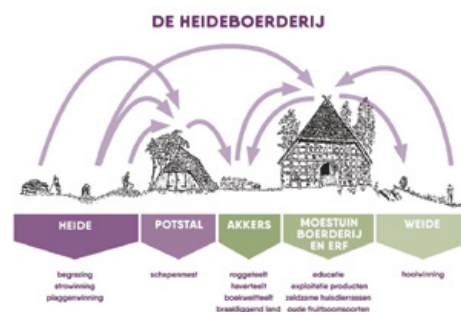 DE HEIDEBOERDERIJ
HEIDE
begrazing
strowinning
plaggenwinning
POTSTAL
schapenmest
AKKERS
roggeteelt
haverteelt
boekweitteelt
braakliggend land
MOESTUIN
BOERDERIJ
EN ERF
educatie
exploitatie producten
zeldzame huisdierrassen
oude fruitboomsoorten
WEIDE
hooiwinning